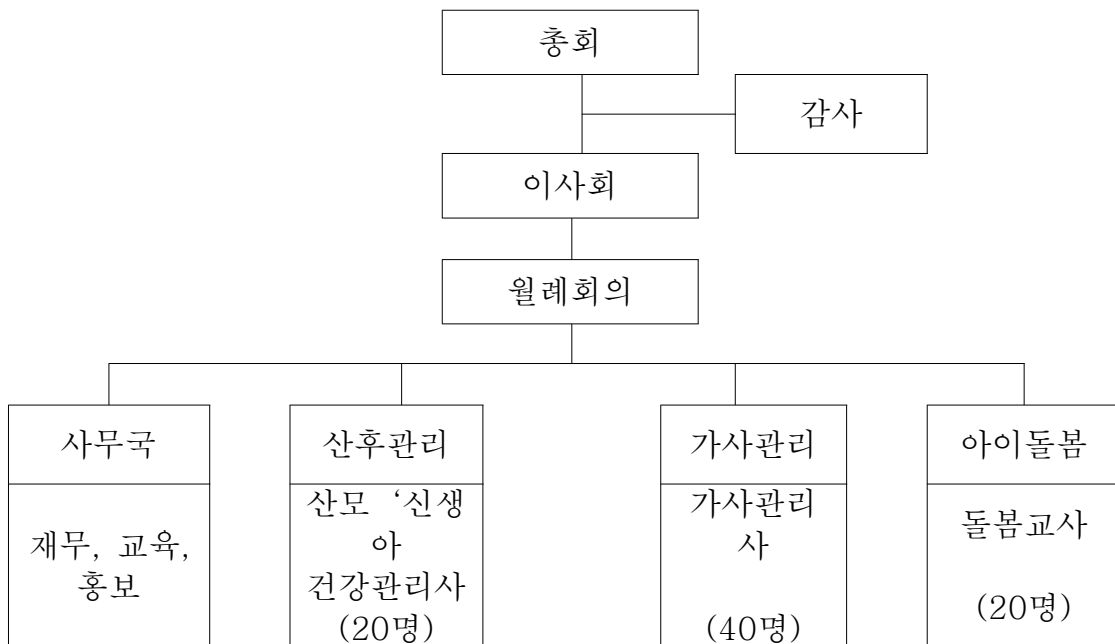 총회
감사
이사회
월례회의
사무국
재무, 교육,
홍보
산후관리
산모 ‘신생
아
건강관리사
(20명)
가사관리
가사관리
사
(40명)
아이돌봄
돌봄교사
(20명)